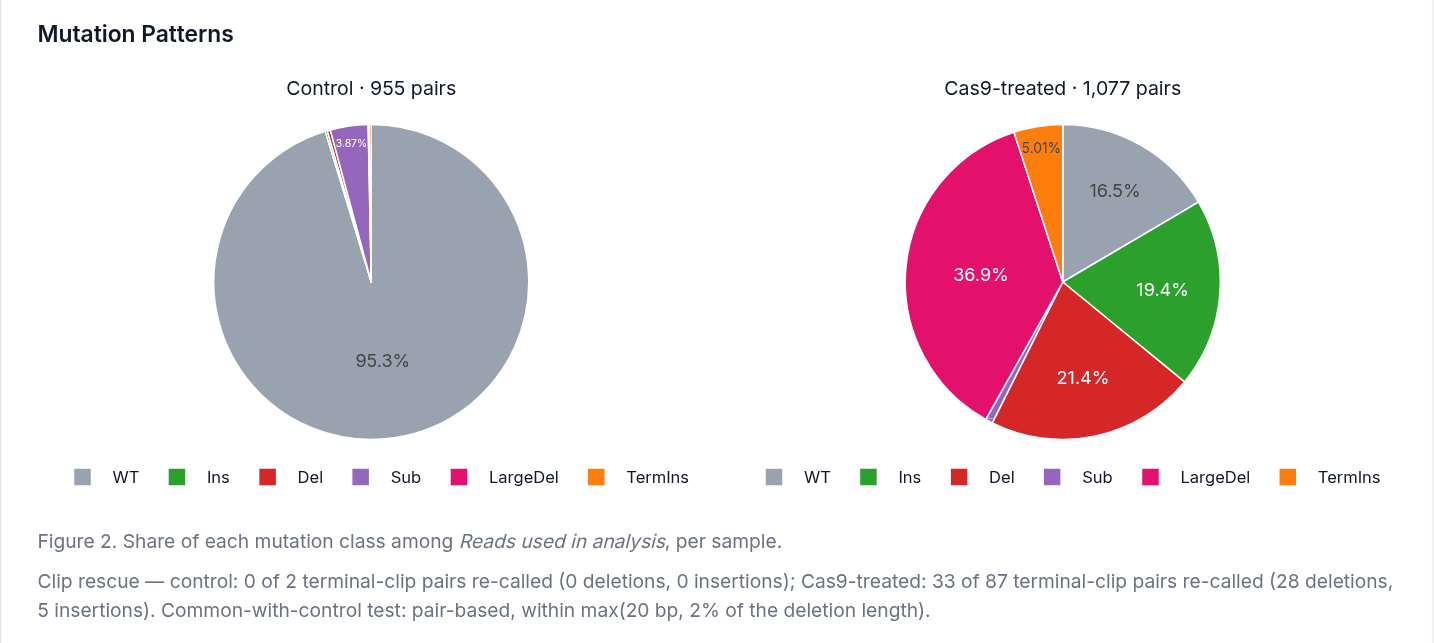 Mutation Patterns
Control · 955 pairs
Cas9-treated · 1,077 pairs
3.87%
95.3%
5.01%
16.5%
36.9%
19.4%
21.4%
WT Ins Del Sub LargeDel TermIns
WT Ins Del Sub LargeDel TermIns
Figure 2. Share of each mutation class among Reads used in analysis, per sample.
Clip rescue — control: 0 of 2 terminal-clip pairs re-called (0 deletions, 0 insertions); Cas9-treated: 33 of 87 terminal-clip pairs re-called (28 deletions,
5 insertions). Common-with-control test: pair-based, within max(20 bp, 2% of the deletion length).